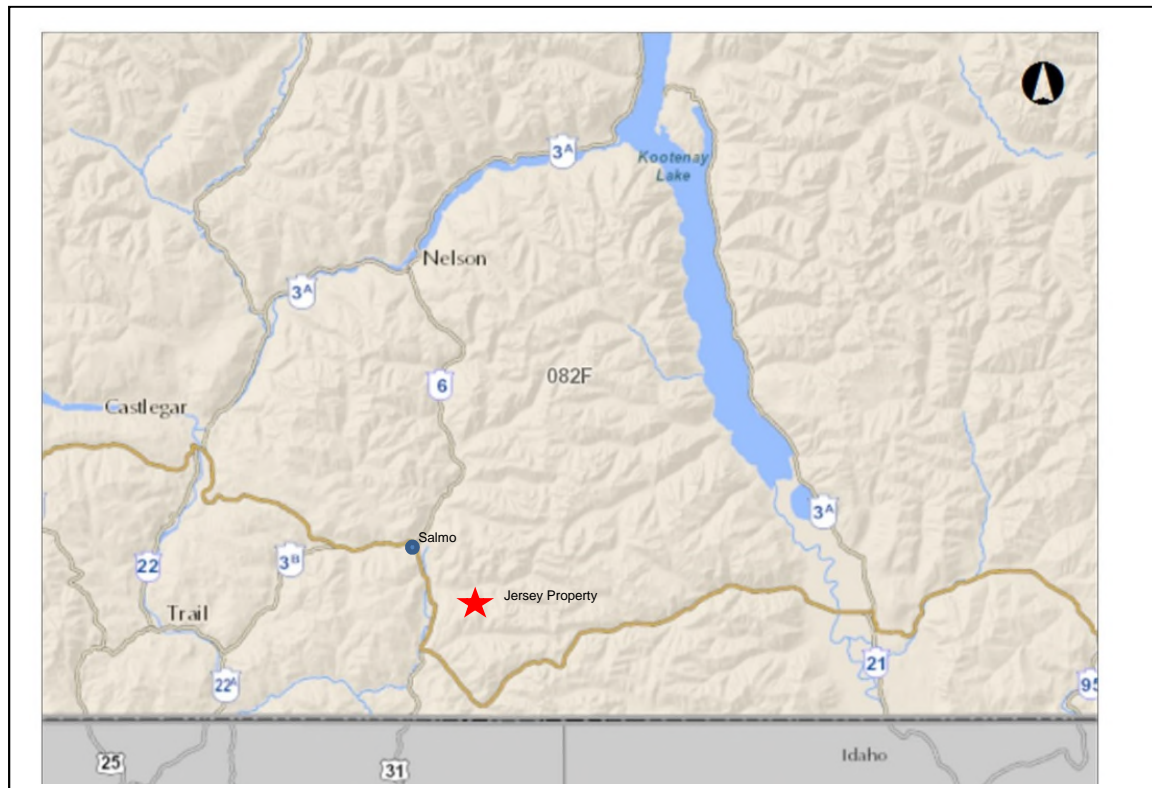 3A
Kootenay
Lake
Nelson
3A
082F
6
Castlegar
3A
Salmo
3B
22
Jersey Property
Trail
21
22A
95
Idaho
25
31